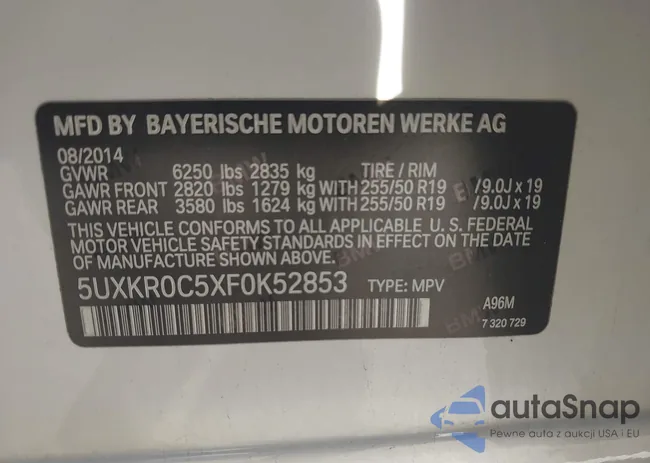 MFD BY BAYERISCHE MOTOREN WERKE AG
08/2014
GVWR 6250 lbs 2835 kg TIRE / RIM
GAWR FRONT 2820 lbs 1279 kg WITH 255/50 R19 /9.0J x 19
GAWR REAR 3580 lbs 1624 kg WITH 255/50 R19 /9.0J x 19
THIS VEHICLE CONFORMS TO ALL APPLICABLE U. S. FEDERAL
MOTOR VEHICLE SAFETY STANDARDS IN EFFECT ON THE DATE
OF MANUFACTURE SHOWN ABOVE.
5UXKR0C5XF0K52853 TYPE: MPV
A96M
7 320 729
autoSnap
Pewne auta z aukcji USA i EU